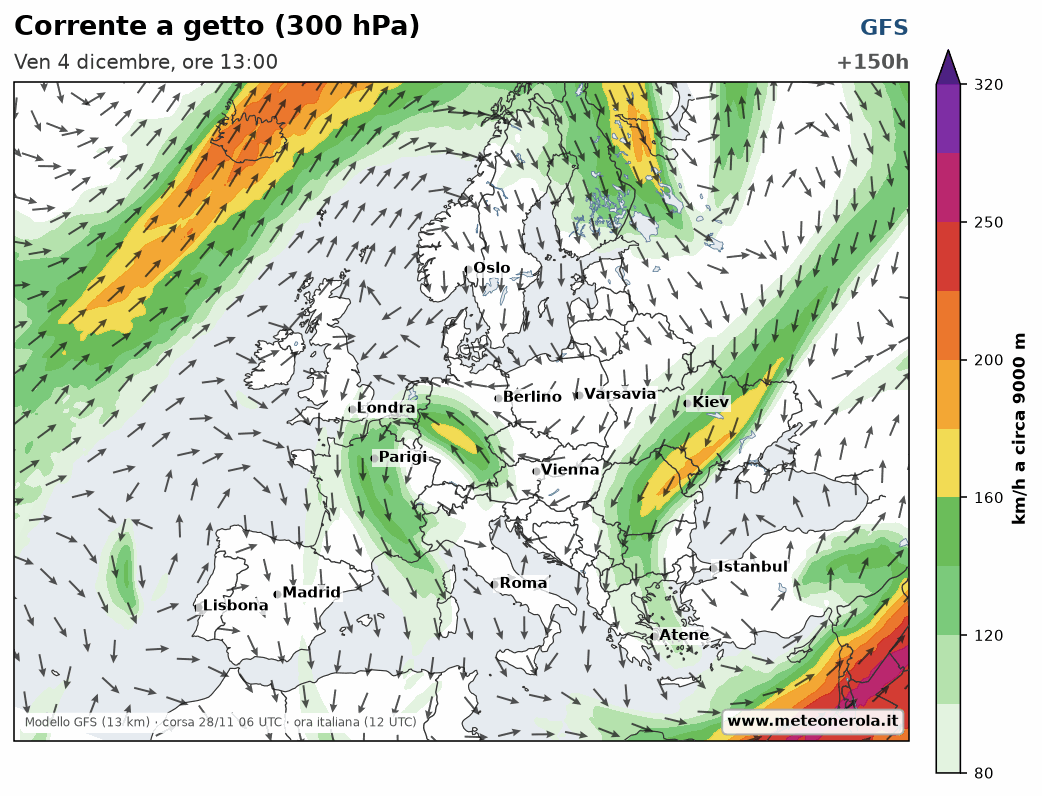 Corrente a getto (300 hPa)
GFS
Ven 4 dicembre, ore 13:00
+150h
320
250
200
160
120
80
km/h a circa 9000 m
Oslo
Berlino
Varsavia
Londra
Kiev
Parigi
Vienna
Istanbul
Roma
Madrid
Lisbona
Atene
Modello GFS (13 km) · corsa 28/11 06 UTC · ora italiana (12 UTC)
www.meteonerola.it